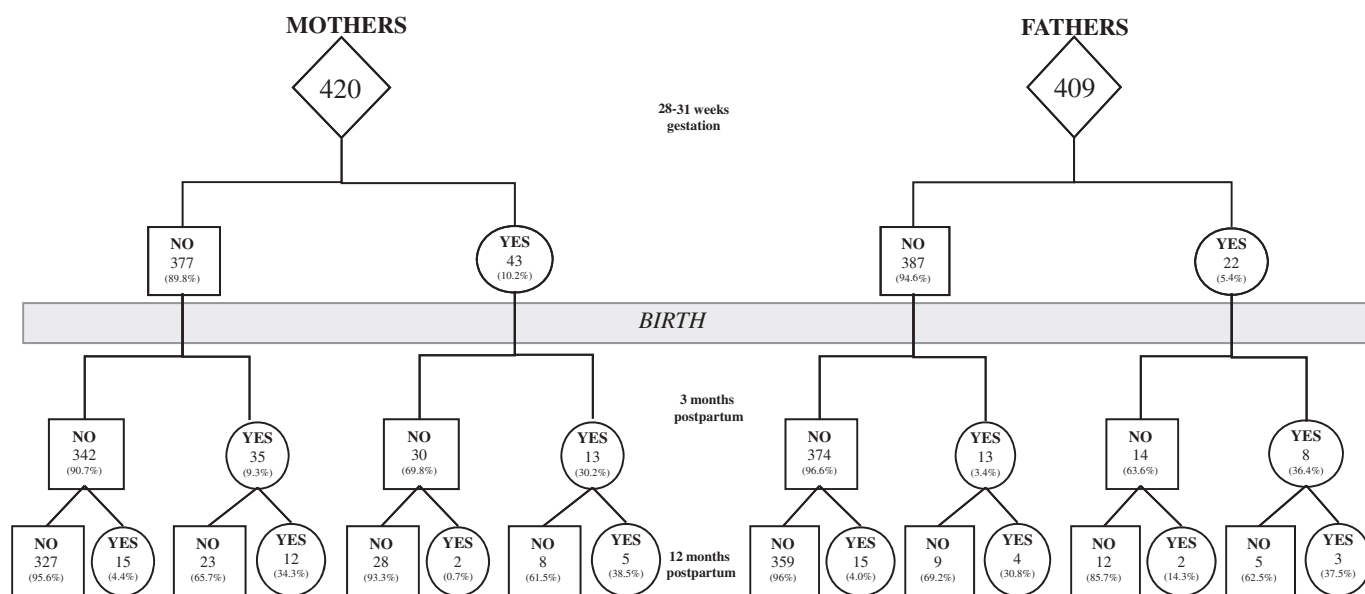 MOTHERS
FATHERS
420
409
28-31 weeks
gestation
NO
377
(89.8%)
YES
43
(10.2%)
NO
387
(94.6%)
YES
22
(5.4%)
BIRTH
3 months
postpartum
NO
342
(90.7%)
YES
35
(9.3%)
NO
30
(69.8%)
YES
13
(30.2%)
NO
374
(96.6%)
YES
13
(3.4%)
NO
14
(63.6%)
YES
8
(36.4%)
NO
327
(95.6%)
YES
15
(4.4%)
NO
23
(65.7%)
YES
12
(34.3%)
NO
28
(93.3%)
YES
2
(0.7%)
NO
8
(61.5%)
YES
5
(38.5%)
12 months
postpartum
NO
359
(96%)
YES
15
(4.0%)
NO
9
(69.2%)
YES
4
(30.8%)
NO
12
(85.7%)
YES
2
(14.3%)
NO
5
(62.5%)
YES
3
(37.5%)